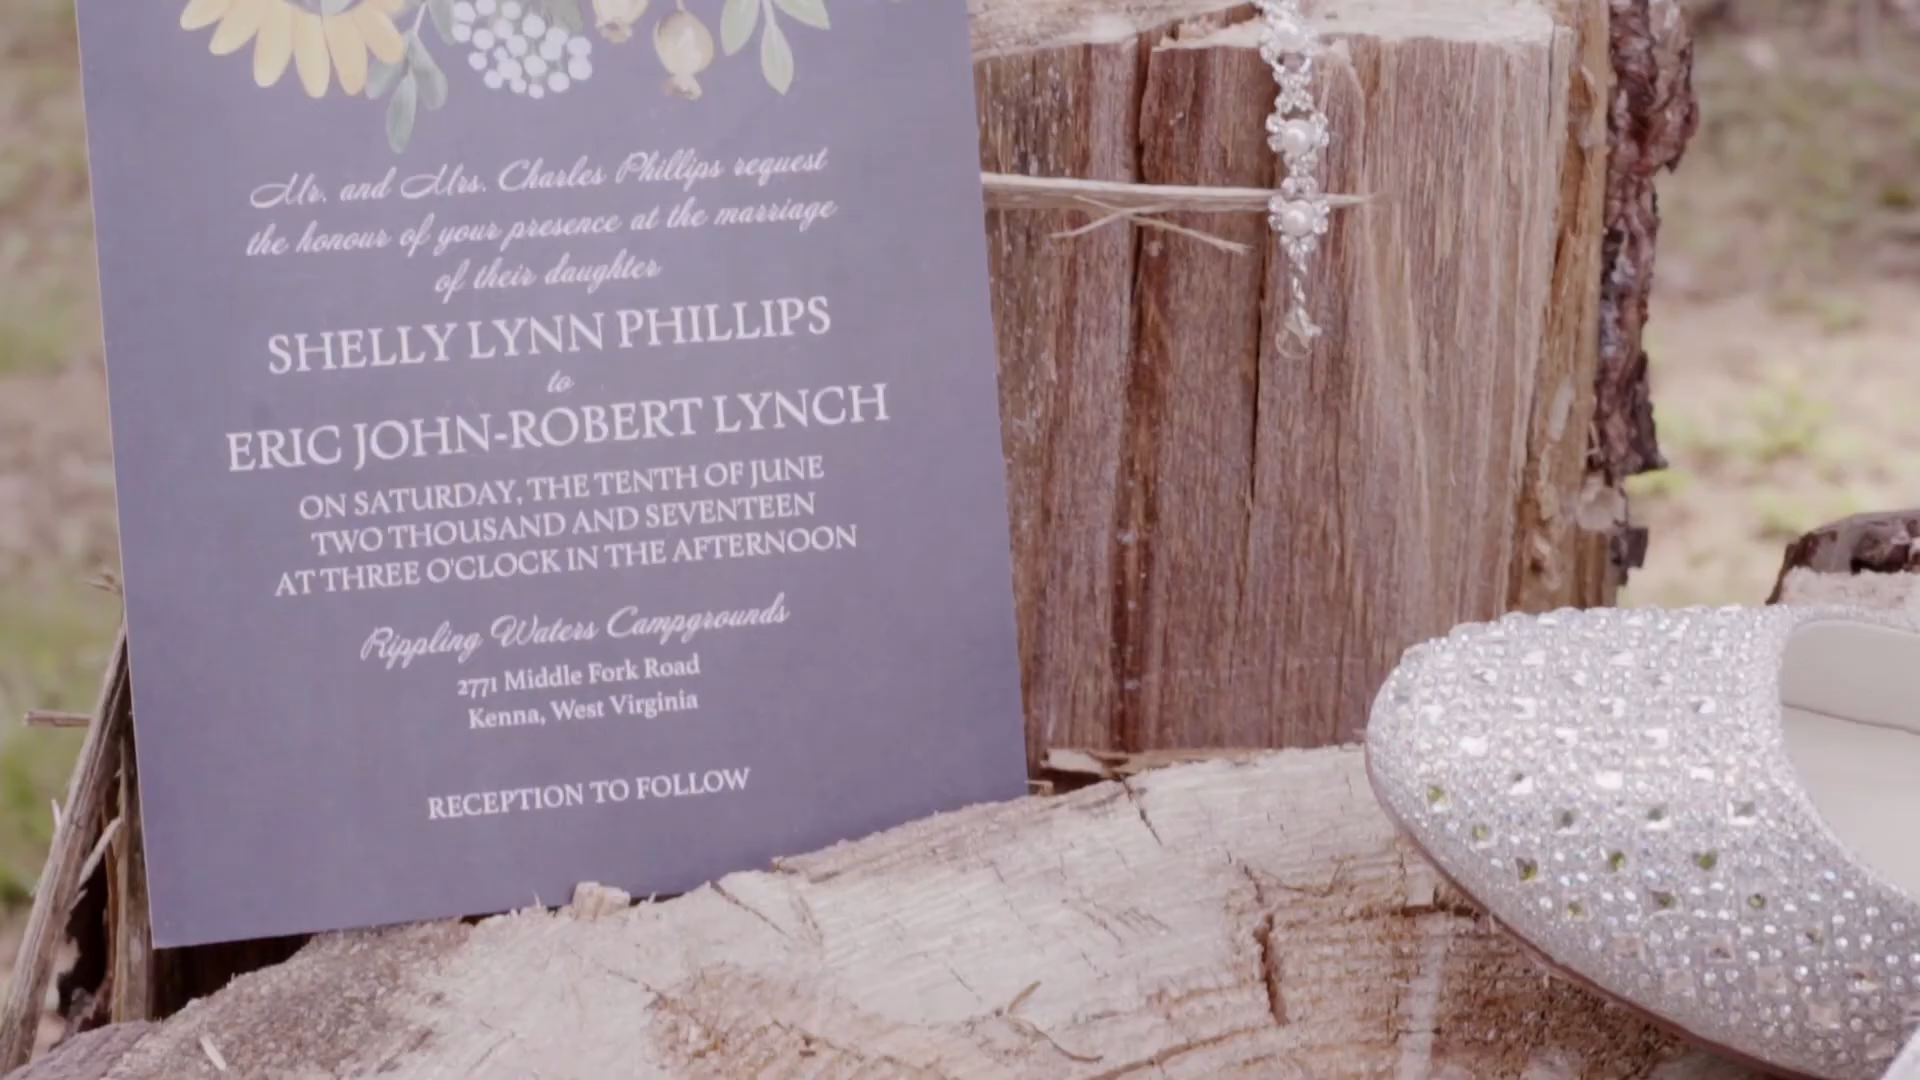 Mr. and Mrs. Charles Phillips request
the honour of your presence at the marriage
of their daughter
SHELLY LYNN PHILLIPS
to
ERIC JOHN-ROBERT LYNCH
ON SATURDAY, THE TENTH OF JUNE
TWO THOUSAND AND SEVENTEEN
AT THREE O'CLOCK IN THE AFTERNOON
Rippling Waters Campgrounds
2771 Middle Fork Road
Kenna, West Virginia
RECEPTION TO FOLLOW